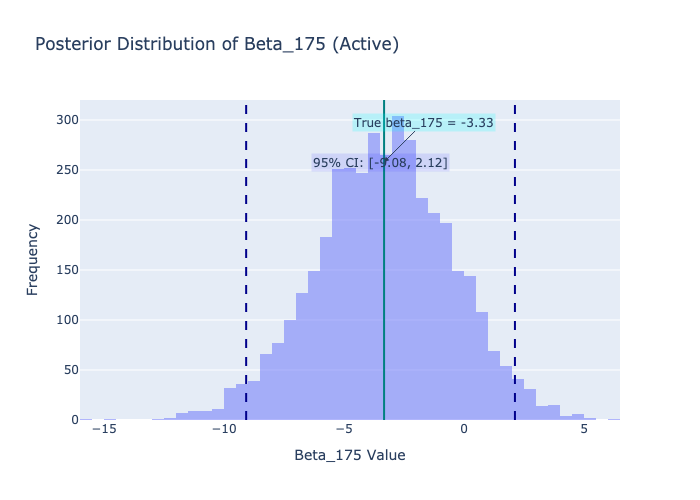 Posterior Distribution of Beta_175 (Active)
True beta_175 = -3.33
95% CI: [-9.08, 2.12]
Frequency
300
250
200
150
100
50
0
−15
−10
−5
0
5
Beta_175 Value